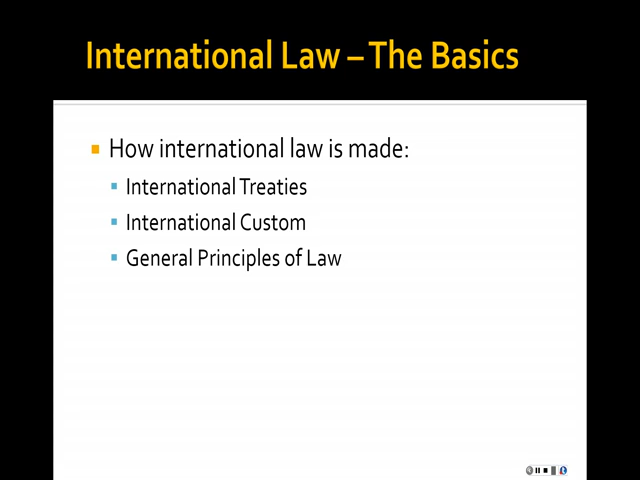 International Law – The Basics
How international law is made:
International Treaties
International Custom
General Principles of Law